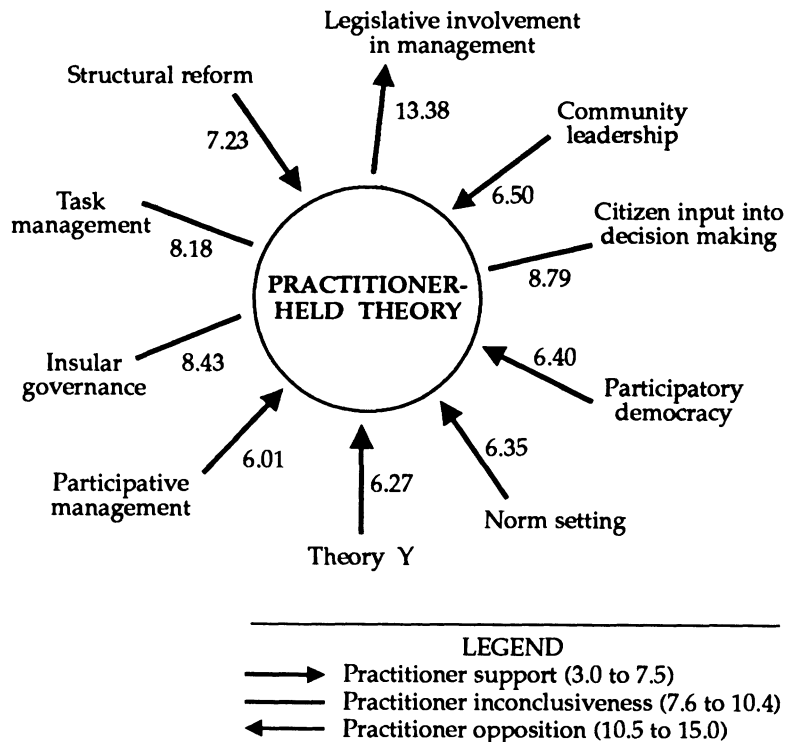 Legislative involvement
in management
13.38
Structural reform
7.23
Community
leadership
6.50
Task
management
8.18
Citizen input into
decision making
8.79
PRACTITIONER-
HELD THEORY
Insular
governance
8.43
6.40
Participatory
democracy
Participative
management
6.01
6.27
Theory Y
6.35
Norm setting
LEGEND
Practitioner support (3.0 to 7.5)
Practitioner inconclusiveness (7.6 to 10.4)
Practitioner opposition (10.5 to 15.0)